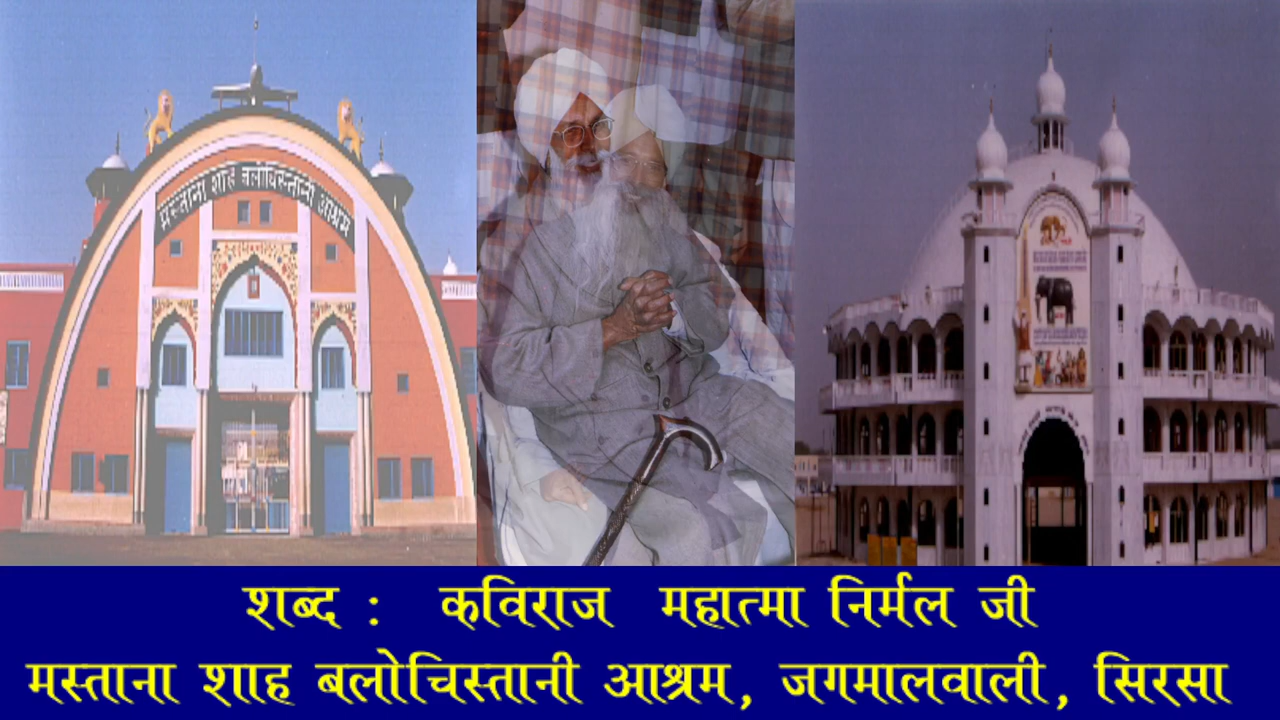 मस्ताना शाह बलोचिस्तानी आश्रम
शब्द : कविराज महात्मा निर्मल जी
मस्ताना शाह बलोचिस्तानी आश्रम, जगमालवाली, सिरसा